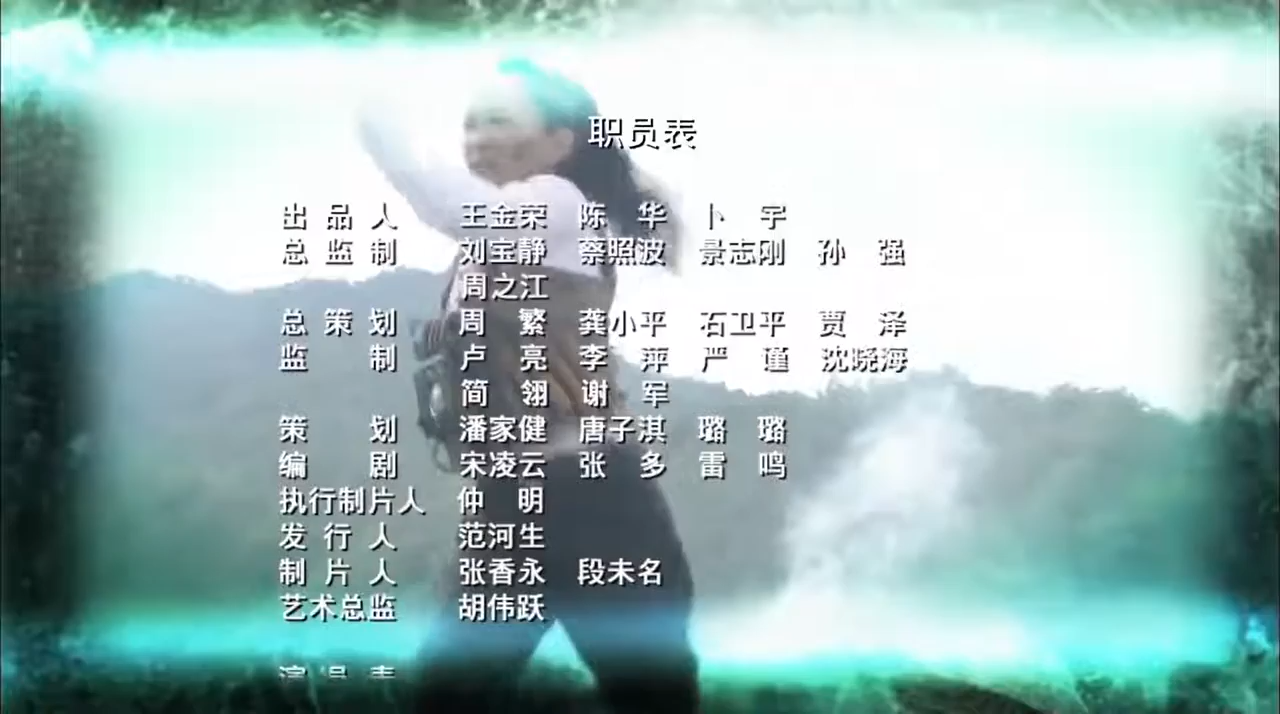 职员表
出品人 王金荣 陈华 卜宇
总监制 刘宝静 蔡照波 景志刚 孙强
周之江
总策划 周繁 龚小平 石卫平 贾泽
监制 卢亮 李萍 严谨 沈晓海
简翎 谢军
策划 潘家健 唐子淇 璐璐
编剧 宋凌云 张多 雷鸣
执行制片人 仲明
发行人 范河生
制片人 张香永 段未名
艺术总监 胡伟跃